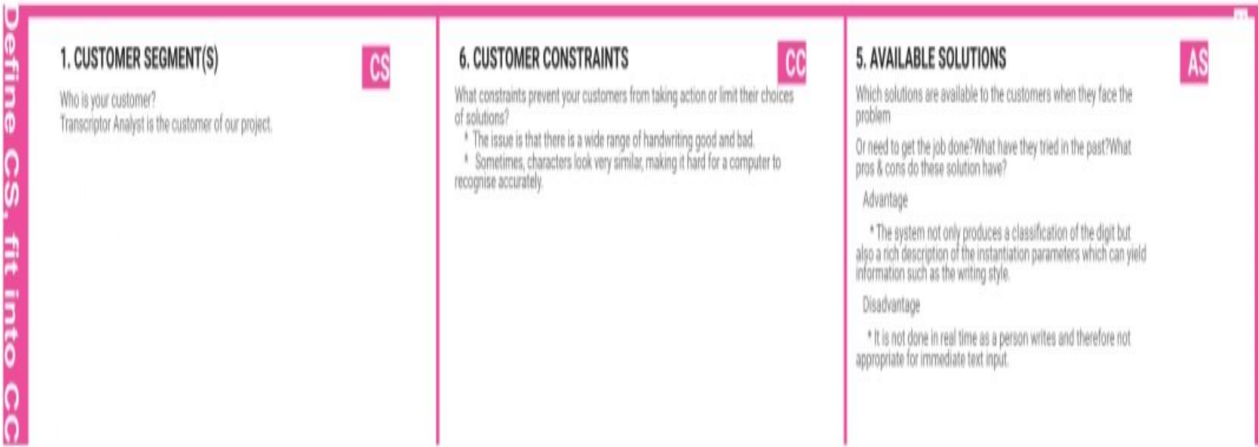 Define CS, fit into CC
1. CUSTOMER SEGMENT(S)
CS
Who is your customer?
Transcriptor Analyst is the customer of our project.
6. CUSTOMER CONSTRAINTS
CC
What constraints prevent your customers from taking action or limit their choices
of solutions?
* The issue is that there is a wide range of handwriting good and bad.
* Sometimes, characters look very similar, making it hard for a computer to
recognise accurately.
5. AVAILABLE SOLUTIONS
AS
Which solutions are available to the customers when they face the
problem
Or need to get the job done?What have they tried in the past?What
pros & cons do these solution have?
Advantage
* The system not only produces a classification of the digit but
also a rich description of the instantiation parameters which can yield
information such as the writing style.
Disadvantage
* It is not done in real time as a person writes and therefore not
appropriate for immediate text input.